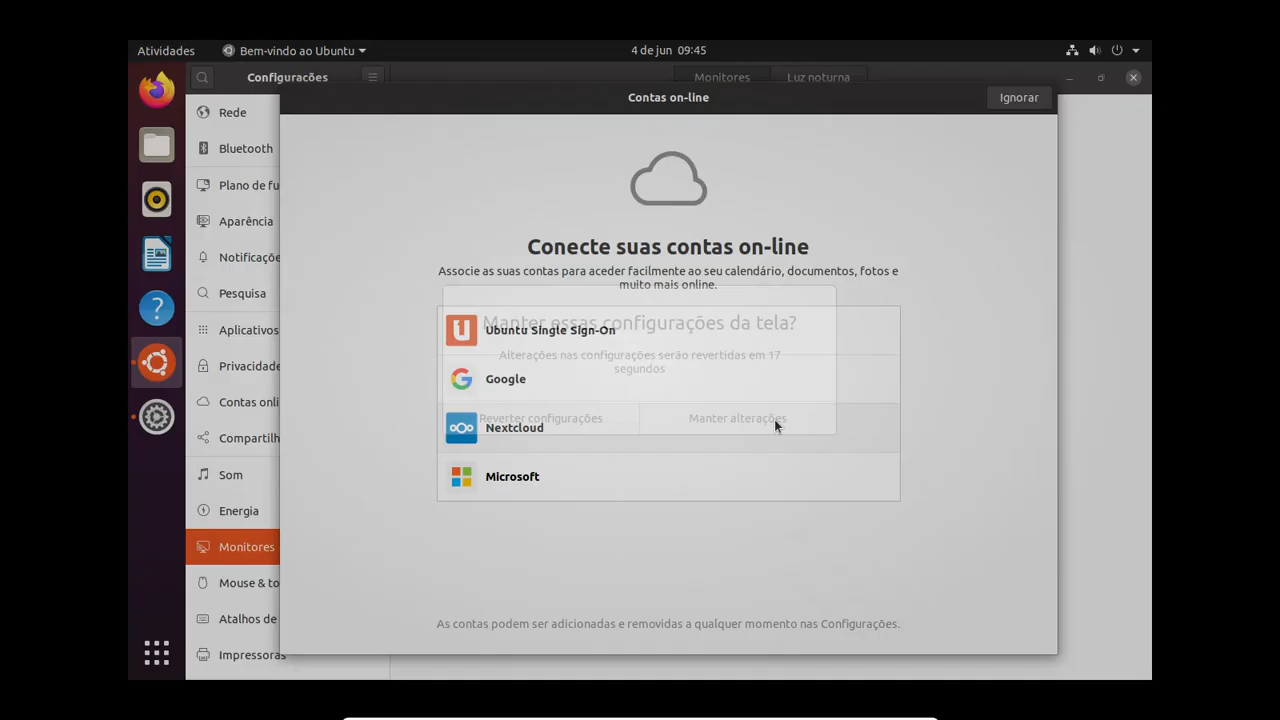 Atividades
Bem-vindo ao Ubuntu
4 de jun 09:45
Configurações
Monitores
Luz noturna
Contas on-line
Ignorar
Rede
Bluetooth
Plano de fu
Aparência
Notificaçõe
Pesquisa
Aplicativos
Privacidade
Contas onli
Compartilh
Som
Energia
Monitores
Mouse & to
Atalhos de
Impressoras
Conecte suas contas on-line
Associe as suas contas para aceder facilmente ao seu calendário, documentos, fotos e
muito mais online.
Manter essas configurações da tela?
Ubuntu Single Sign-On
Alterações nas configurações serão revertidas em 17
segundos
Google
Reverter configurações
Manter alterações
Nextcloud
Microsoft
As contas podem ser adicionadas e removidas a qualquer momento nas Configurações.